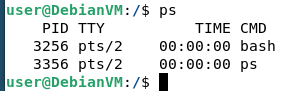 user@DebianVM:/$ ps
    PID TTY          TIME CMD
   3256 pts/2    00:00:00 bash
   3356 pts/2    00:00:00 ps
user@DebianVM:/$